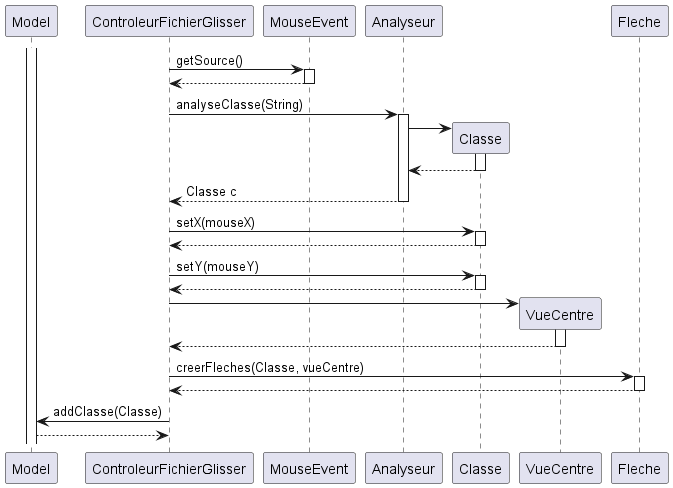 Model ControleurFichierGlisser MouseEvent Analyseur Fleche
getSource()
analyseClasse(String)
Classe
Classe c
setX(mouseX)
setY(mouseY)
VueCentre
creerFleches(Classe, vueCentre)
addClasse(Classe)
Model ControleurFichierGlisser MouseEvent Analyseur Classe VueCentre Fleche